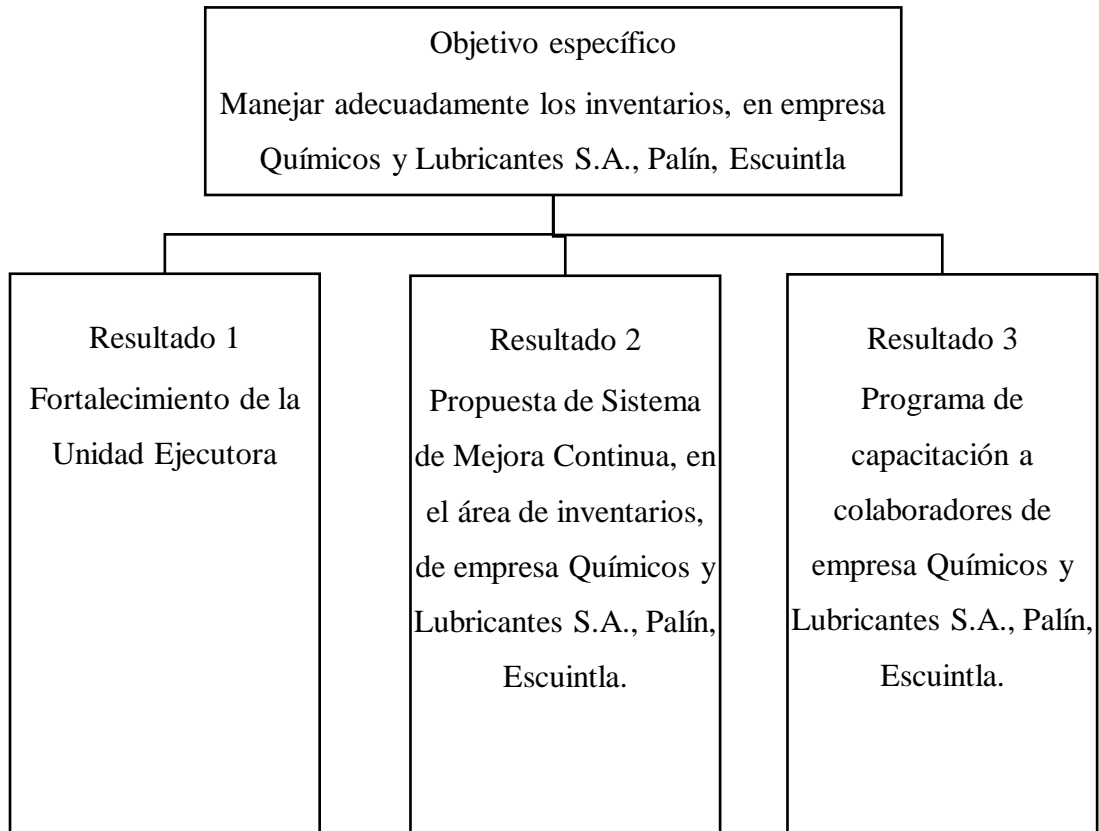 Objetivo específico
Manejar adecuadamente los inventarios, en empresa
Químicos y Lubricantes S.A., Palín, Escuintla
Resultado 1
Fortalecimiento de la
Unidad Ejecutora
Resultado 2
Propuesta de Sistema
de Mejora Continua, en
el área de inventarios,
de empresa Químicos y
Lubricantes S.A., Palín,
Escuintla.
Resultado 3
Programa de
capacitación a
colaboradores de
empresa Químicos y
Lubricantes S.A., Palín,
Escuintla.